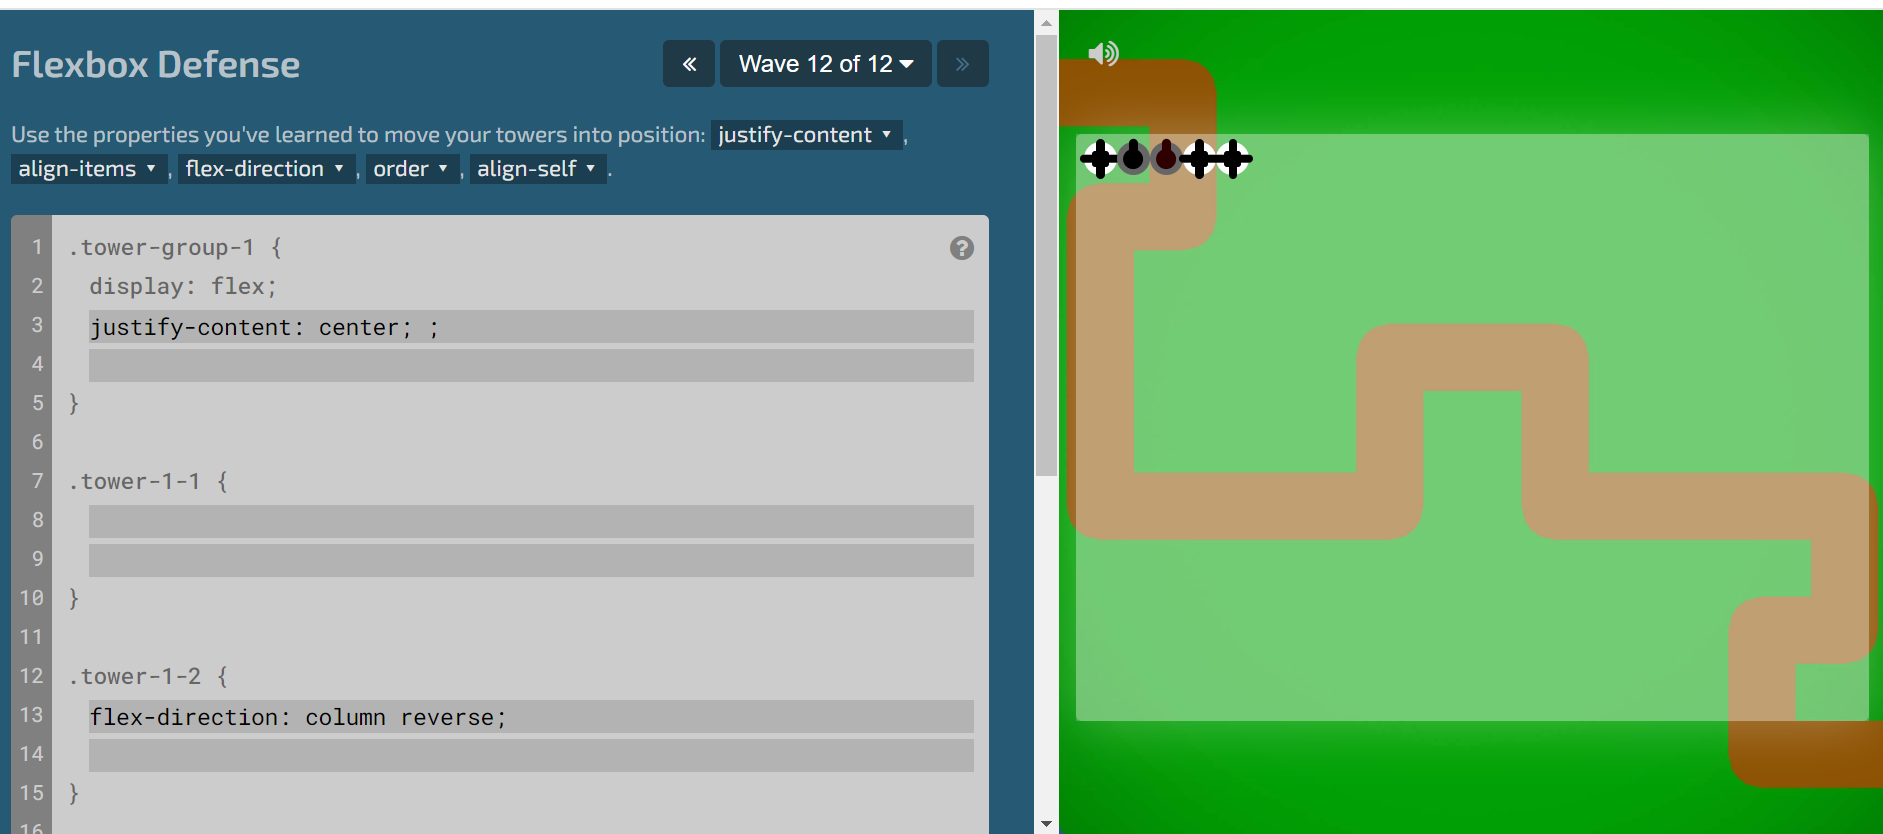 Flexbox Defense
« Wave 12 of 12 »
Use the properties you've learned to move your towers into position: justify-content ,
align-items , flex-direction , order , align-self .
1 .tower-group-1 { ?
2 display: flex;
3 justify-content: center; ;
4
5 }
6
7 .tower-1-1 {
8
9
10 }
11
12 .tower-1-2 {
13 flex-direction: column reverse;
14
15 }
16